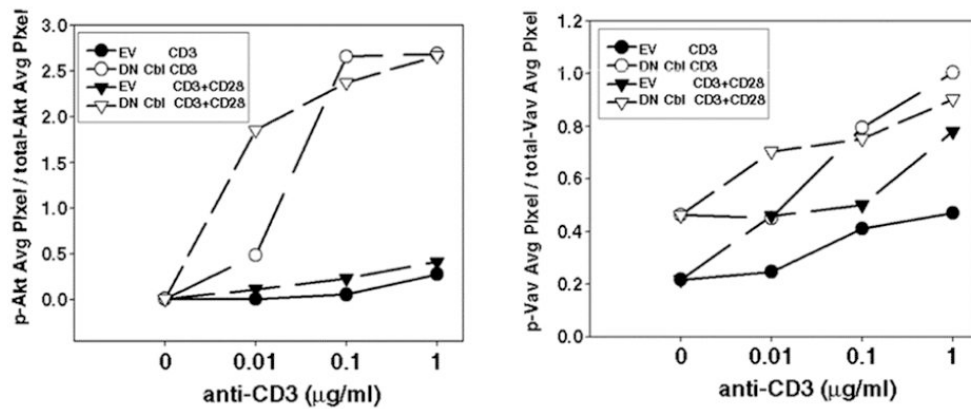 p-Akt Avg Pixel / total-Akt Avg Pixel
3.0
2.5
2.0
1.5
1.0
0.5
0.0
EV CD3
DN Cbl CD3
EV CD3+CD28
DN Cbl CD3+CD28
0 0.01 0.1 1
anti-CD3 (μg/ml)
p-Vav Avg Pixel / total-Vav Avg Pixel
1.2
1.0
0.8
0.6
0.4
0.2
0.0
EV CD3
DN Cbl CD3
EV CD3+CD28
DN Cbl CD3+CD28
0 0.01 0.1 1
anti-CD3 (μg/ml)